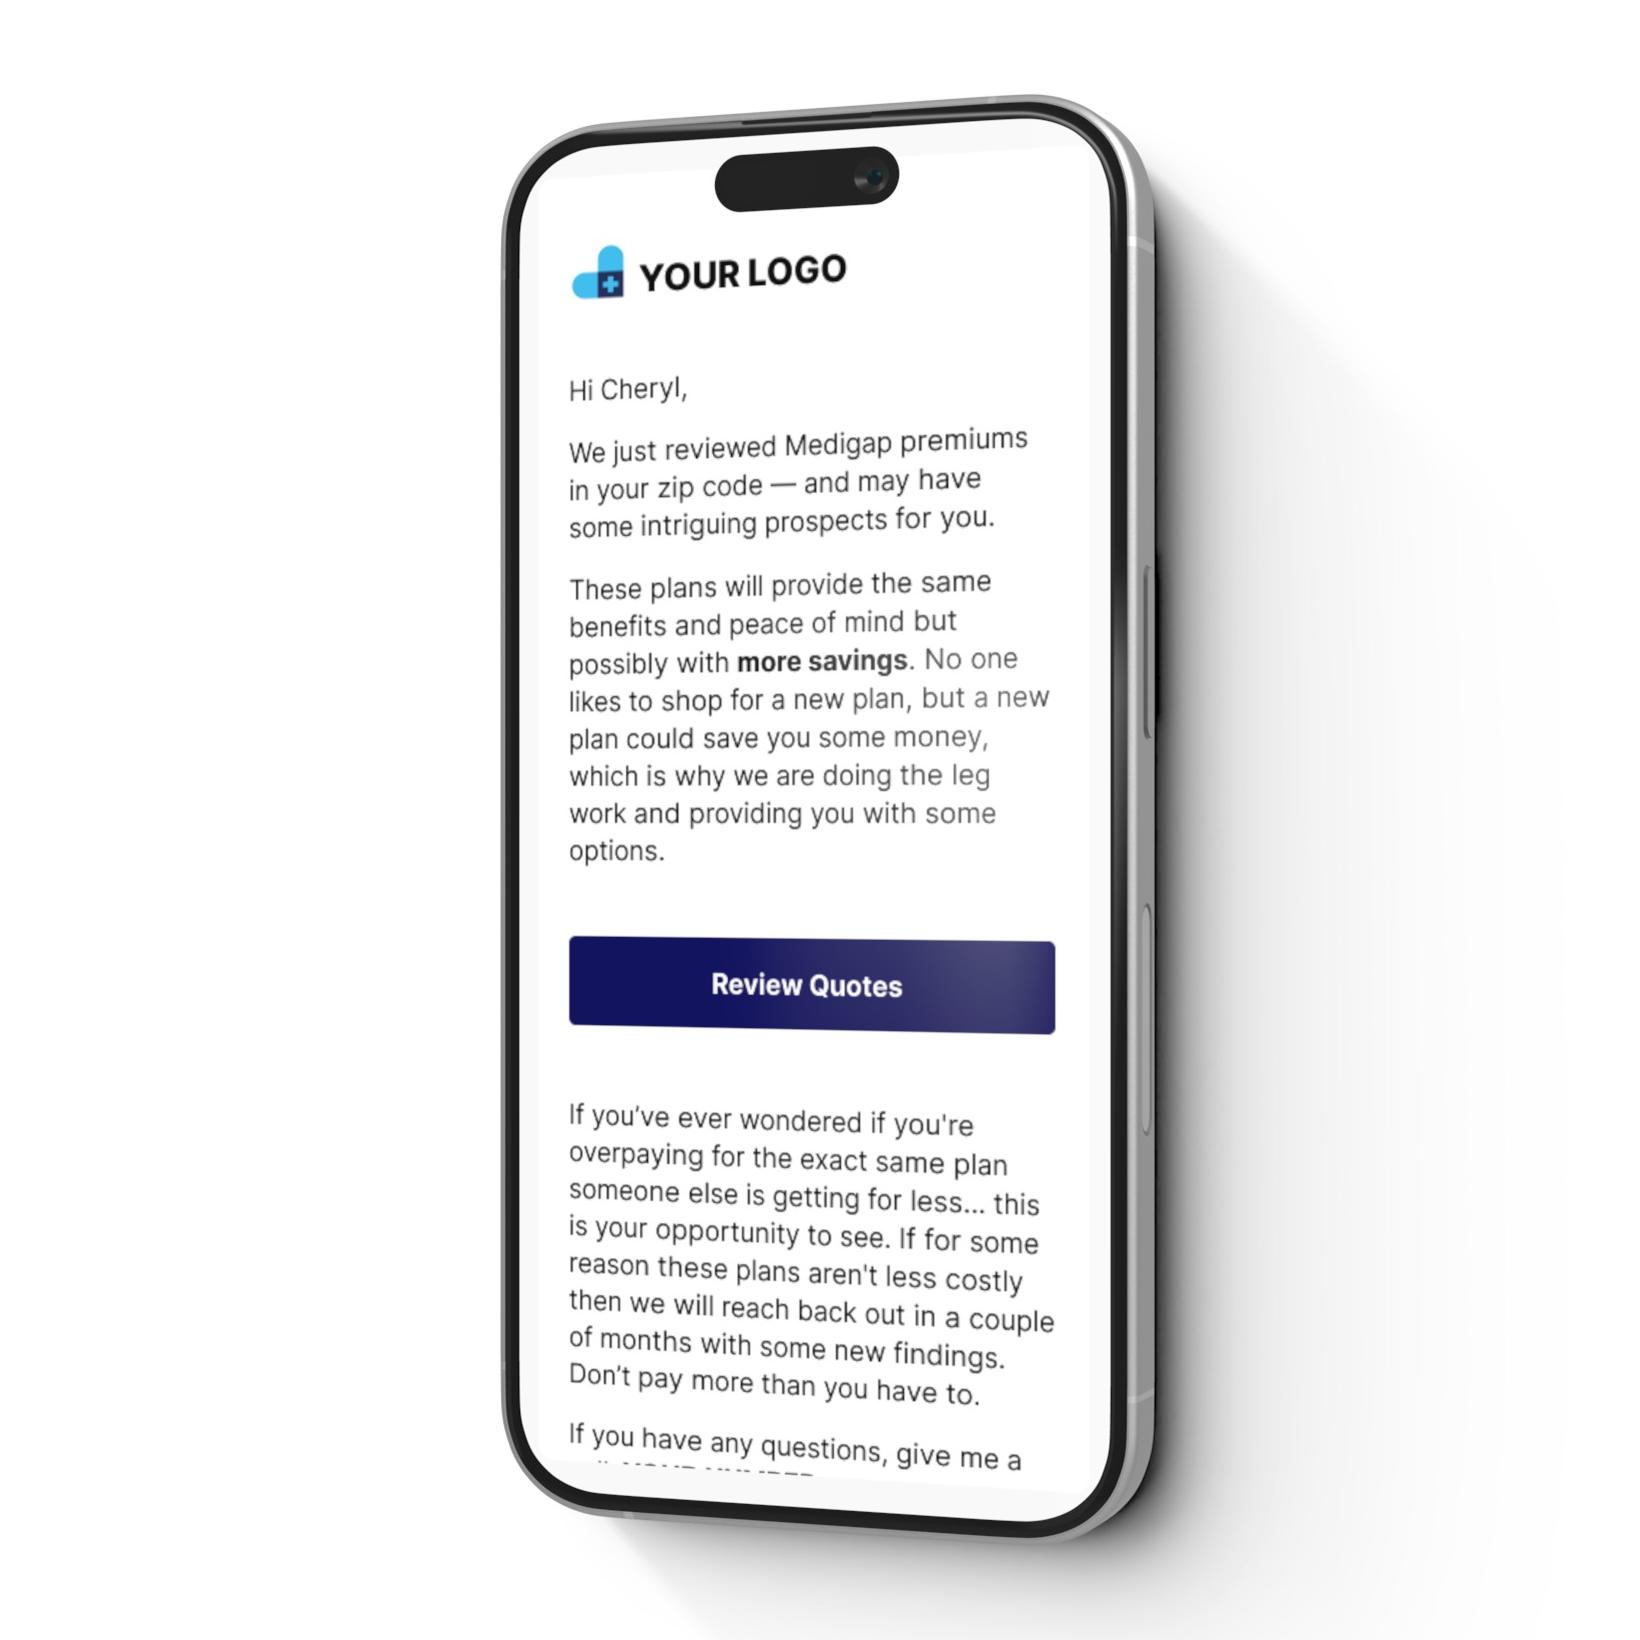 YOUR LOGO
Hi Cheryl,
We just reviewed Medigap premiums
in your zip code — and may have
some intriguing prospects for you.
These plans will provide the same
benefits and peace of mind but
possibly with more savings. No one
likes to shop for a new plan, but a new
plan could save you some money,
which is why we are doing the leg
work and providing you with some
options.
Review Quotes
If you’ve ever wondered if you're
overpaying for the exact same plan
someone else is getting for less... this
is your opportunity to see. If for some
reason these plans aren't less costly
then we will reach back out in a couple
of months with some new findings.
Don’t pay more than you have to.
If you have any questions, give me a